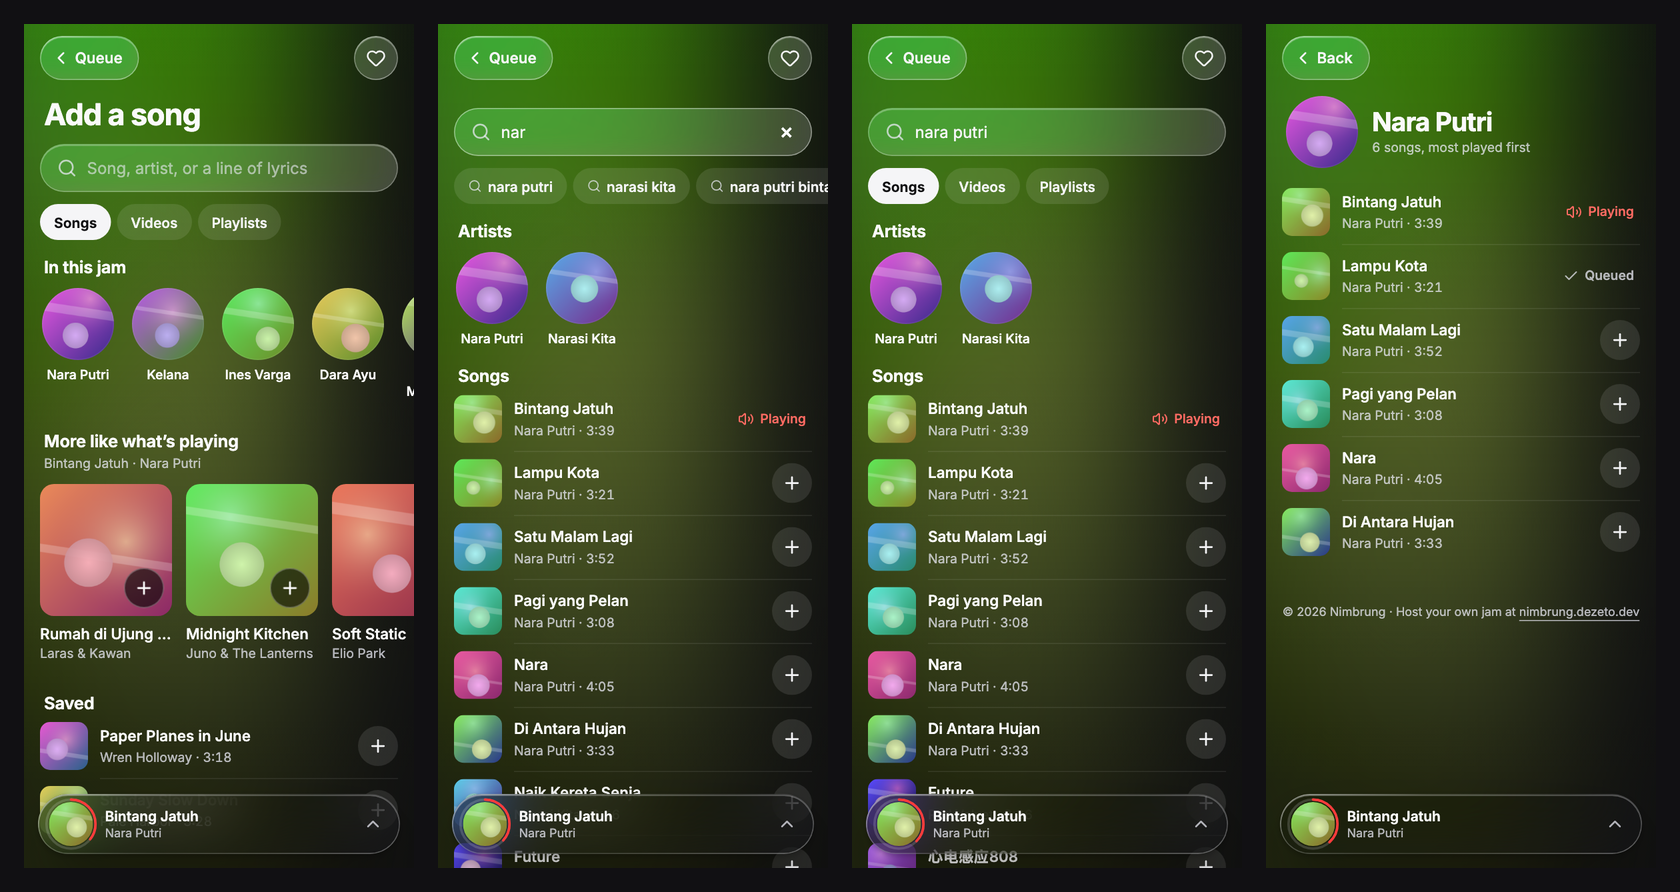 Queue
Add a song
Song, artist, or a line of lyrics
Songs
Videos
Playlists
In this jam
Nara Putri
Kelana
Ines Varga
Dara Ayu
M
More like what's playing
Bintang Jatuh · Nara Putri
Rumah di Ujung ...
Laras & Kawan
Midnight Kitchen
Juno & The Lanterns
Soft Static
Elio Park
Saved
Paper Planes in June
Wren Holloway · 3:18
Sunday Slow Down
Bintang Jatuh
Nara Putri
Queue
nar
nara putri
narasi kita
nara putri binta
Artists
Nara Putri
Narasi Kita
Songs
Bintang Jatuh
Nara Putri · 3:39
Playing
Lampu Kota
Nara Putri · 3:21
Satu Malam Lagi
Nara Putri · 3:52
Pagi yang Pelan
Nara Putri · 3:08
Nara
Nara Putri · 4:05
Di Antara Hujan
Nara Putri · 3:33
Naik Kereta Senja
Bintang Jatuh
Nara Putri
Future
Queue
nara putri
Songs
Videos
Playlists
Artists
Nara Putri
Narasi Kita
Songs
Bintang Jatuh
Nara Putri · 3:39
Playing
Lampu Kota
Nara Putri · 3:21
Satu Malam Lagi
Nara Putri · 3:52
Pagi yang Pelan
Nara Putri · 3:08
Nara
Nara Putri · 4:05
Di Antara Hujan
Nara Putri · 3:33
Future
Bintang Jatuh
Nara Putri
心电感应808
Back
Nara Putri
6 songs, most played first
Bintang Jatuh
Nara Putri · 3:39
Playing
Lampu Kota
Nara Putri · 3:21
Queued
Satu Malam Lagi
Nara Putri · 3:52
Pagi yang Pelan
Nara Putri · 3:08
Nara
Nara Putri · 4:05
Di Antara Hujan
Nara Putri · 3:33
© 2026 Nimbrung · Host your own jam at nimbrung.dezeto.dev
Bintang Jatuh
Nara Putri